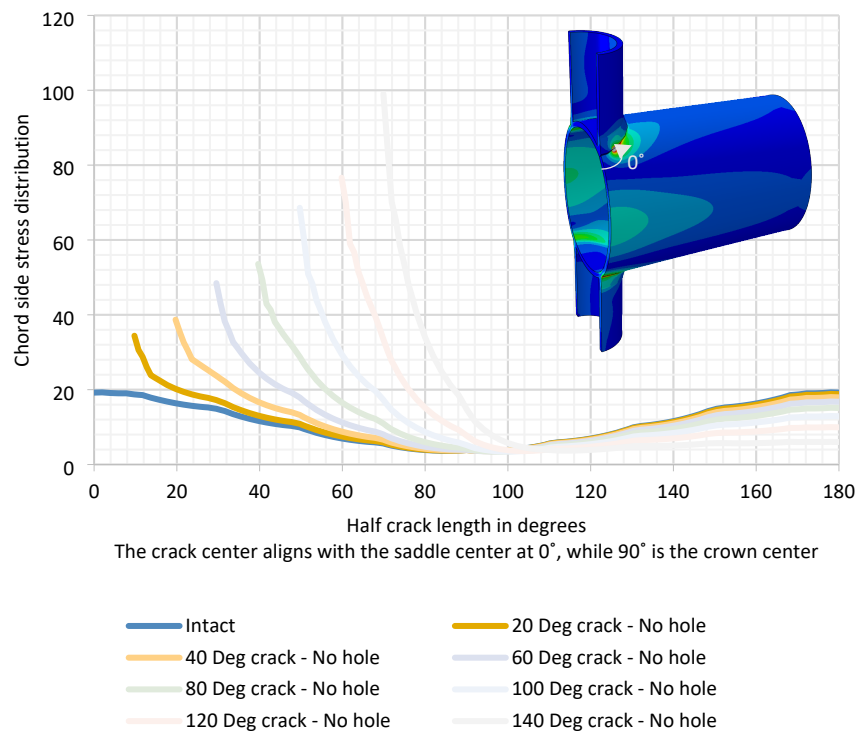 120
100
80
60
40
20
0
Chord side stress distribution
0˚
0 20 40 60 80 100 120 140 160 180
Half crack length in degrees
The crack center aligns with the saddle center at 0˚, while 90˚ is the crown center
Intact
20 Deg crack - No hole
40 Deg crack - No hole
60 Deg crack - No hole
80 Deg crack - No hole
100 Deg crack - No hole
120 Deg crack - No hole
140 Deg crack - No hole